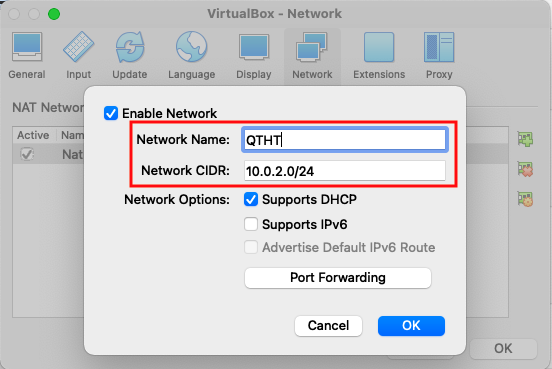 VirtualBox - Network
General Input Update Language Display Network Extensions Proxy
NAT Networ
Active Nam
Nat
Enable Network
Network Name: QTHT
Network CIDR: 10.0.2.0/24
Network Options: Supports DHCP
Supports IPv6
Advertise Default IPv6 Route
Port Forwarding
Cancel OK
OK